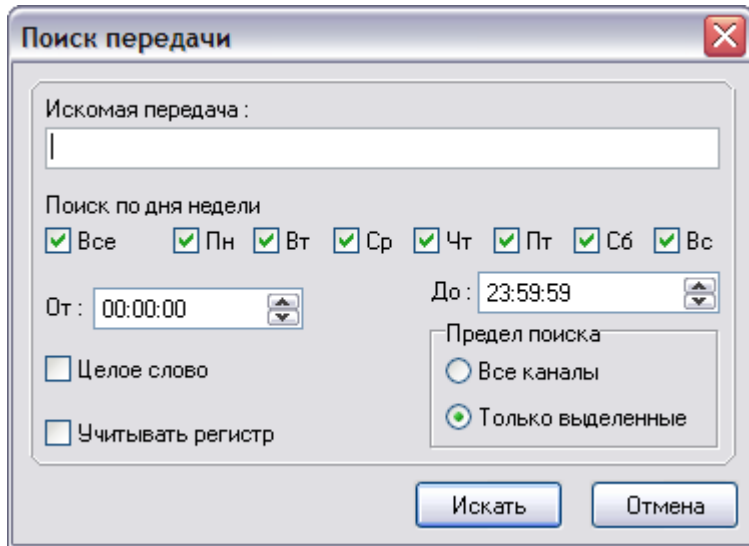 Поиск передачи
Искомая передача :
Поиск по дня недели
Все Пн Вт Ср Чт Пт Сб Вс
От : 00:00:00
До : 23:59:59
Целое слово
Учитывать регистр
Предел поиска
Все каналы
Только выделенные
Искать Отмена